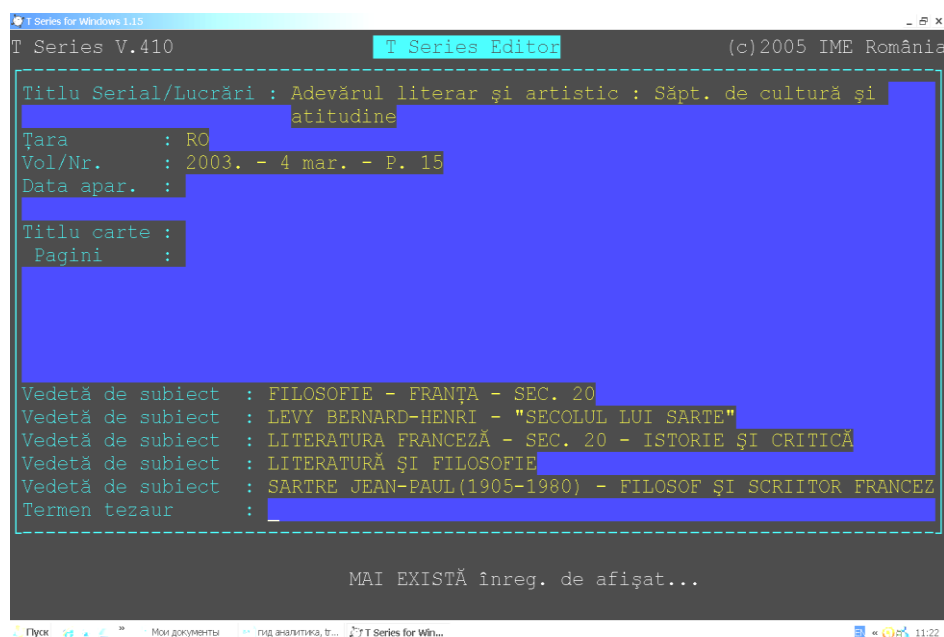 T Series for Windows 1.15
T Series V.410 T Series Editor (c)2005 IME România
Titlu Serial/Lucrări : Adevărul literar şi artistic : Săpt. de cultură şi
atitudine
Ţara : RO
Vol/Nr. : 2003. - 4 mar. - P. 15
Data apar. :
Titlu carte :
Pagini :
Vedetă de subiect : FILOSOFIE - FRANŢA - SEC. 20
Vedetă de subiect : LEVY BERNARD-HENRI - "SECOLUL LUI SARTE"
Vedetă de subiect : LITERATURA FRANCEZĂ - SEC. 20 - ISTORIE ŞI CRITICĂ
Vedetă de subiect : LITERATURĂ ŞI FILOSOFIE
Vedetă de subiect : SARTRE JEAN-PAUL(1905-1980) - FILOSOF ŞI SCRIITOR FRANCEZ
Termen tezaur :
MAI EXISTĂ înreg. de afişat...
Пуск » Мои документы гид аналитика, tr... T Series for Win... EN « 11:22